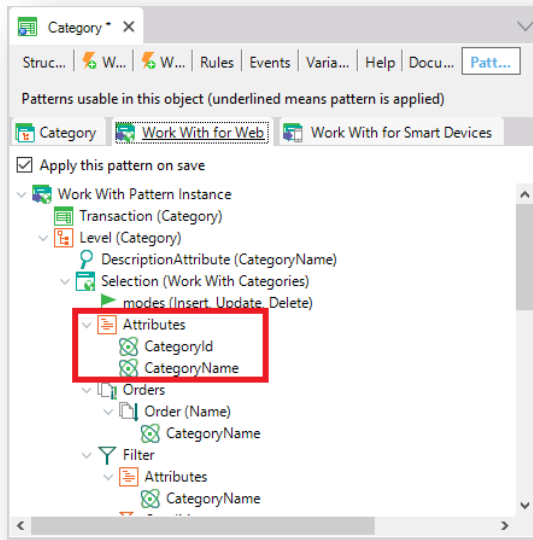 Category *
Struc... W... W... Rules Events Varia... Help Docu... Patt...
Patterns usable in this object (underlined means pattern is applied)
Category Work With for Web Work With for Smart Devices
Apply this pattern on save
Work With Pattern Instance
Transaction (Category)
Level (Category)
DescriptionAttribute (CategoryName)
Selection (Work With Categories)
modes (Insert, Update, Delete)
Attributes
CategoryId
CategoryName
Orders
Order (Name)
CategoryName
Filter
Attributes
CategoryName